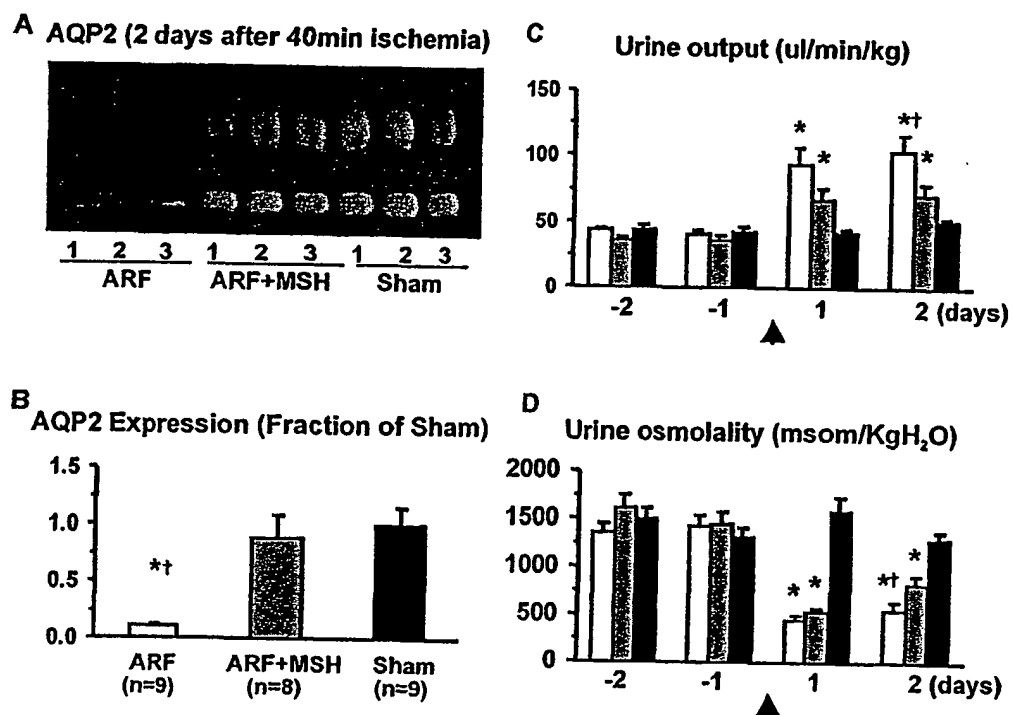 A AQP2 (2 days after 40min ischemia)
1 2 3 1 2 3 1 2 3
ARF ARF+MSH Sham
B
AQP2 Expression (Fraction of Sham)
1.5
1.0
0.5
0.0
*†
ARF ARF+MSH Sham
(n=9) (n=8) (n=9)
C
Urine output (ul/min/kg)
150
100
50
0
* * *† *
-2 -1 1 2 (days)
D
Urine osmolality (msom/KgH₂O)
2000
1500
1000
500
0
* * *† *
-2 -1 1 2 (days)